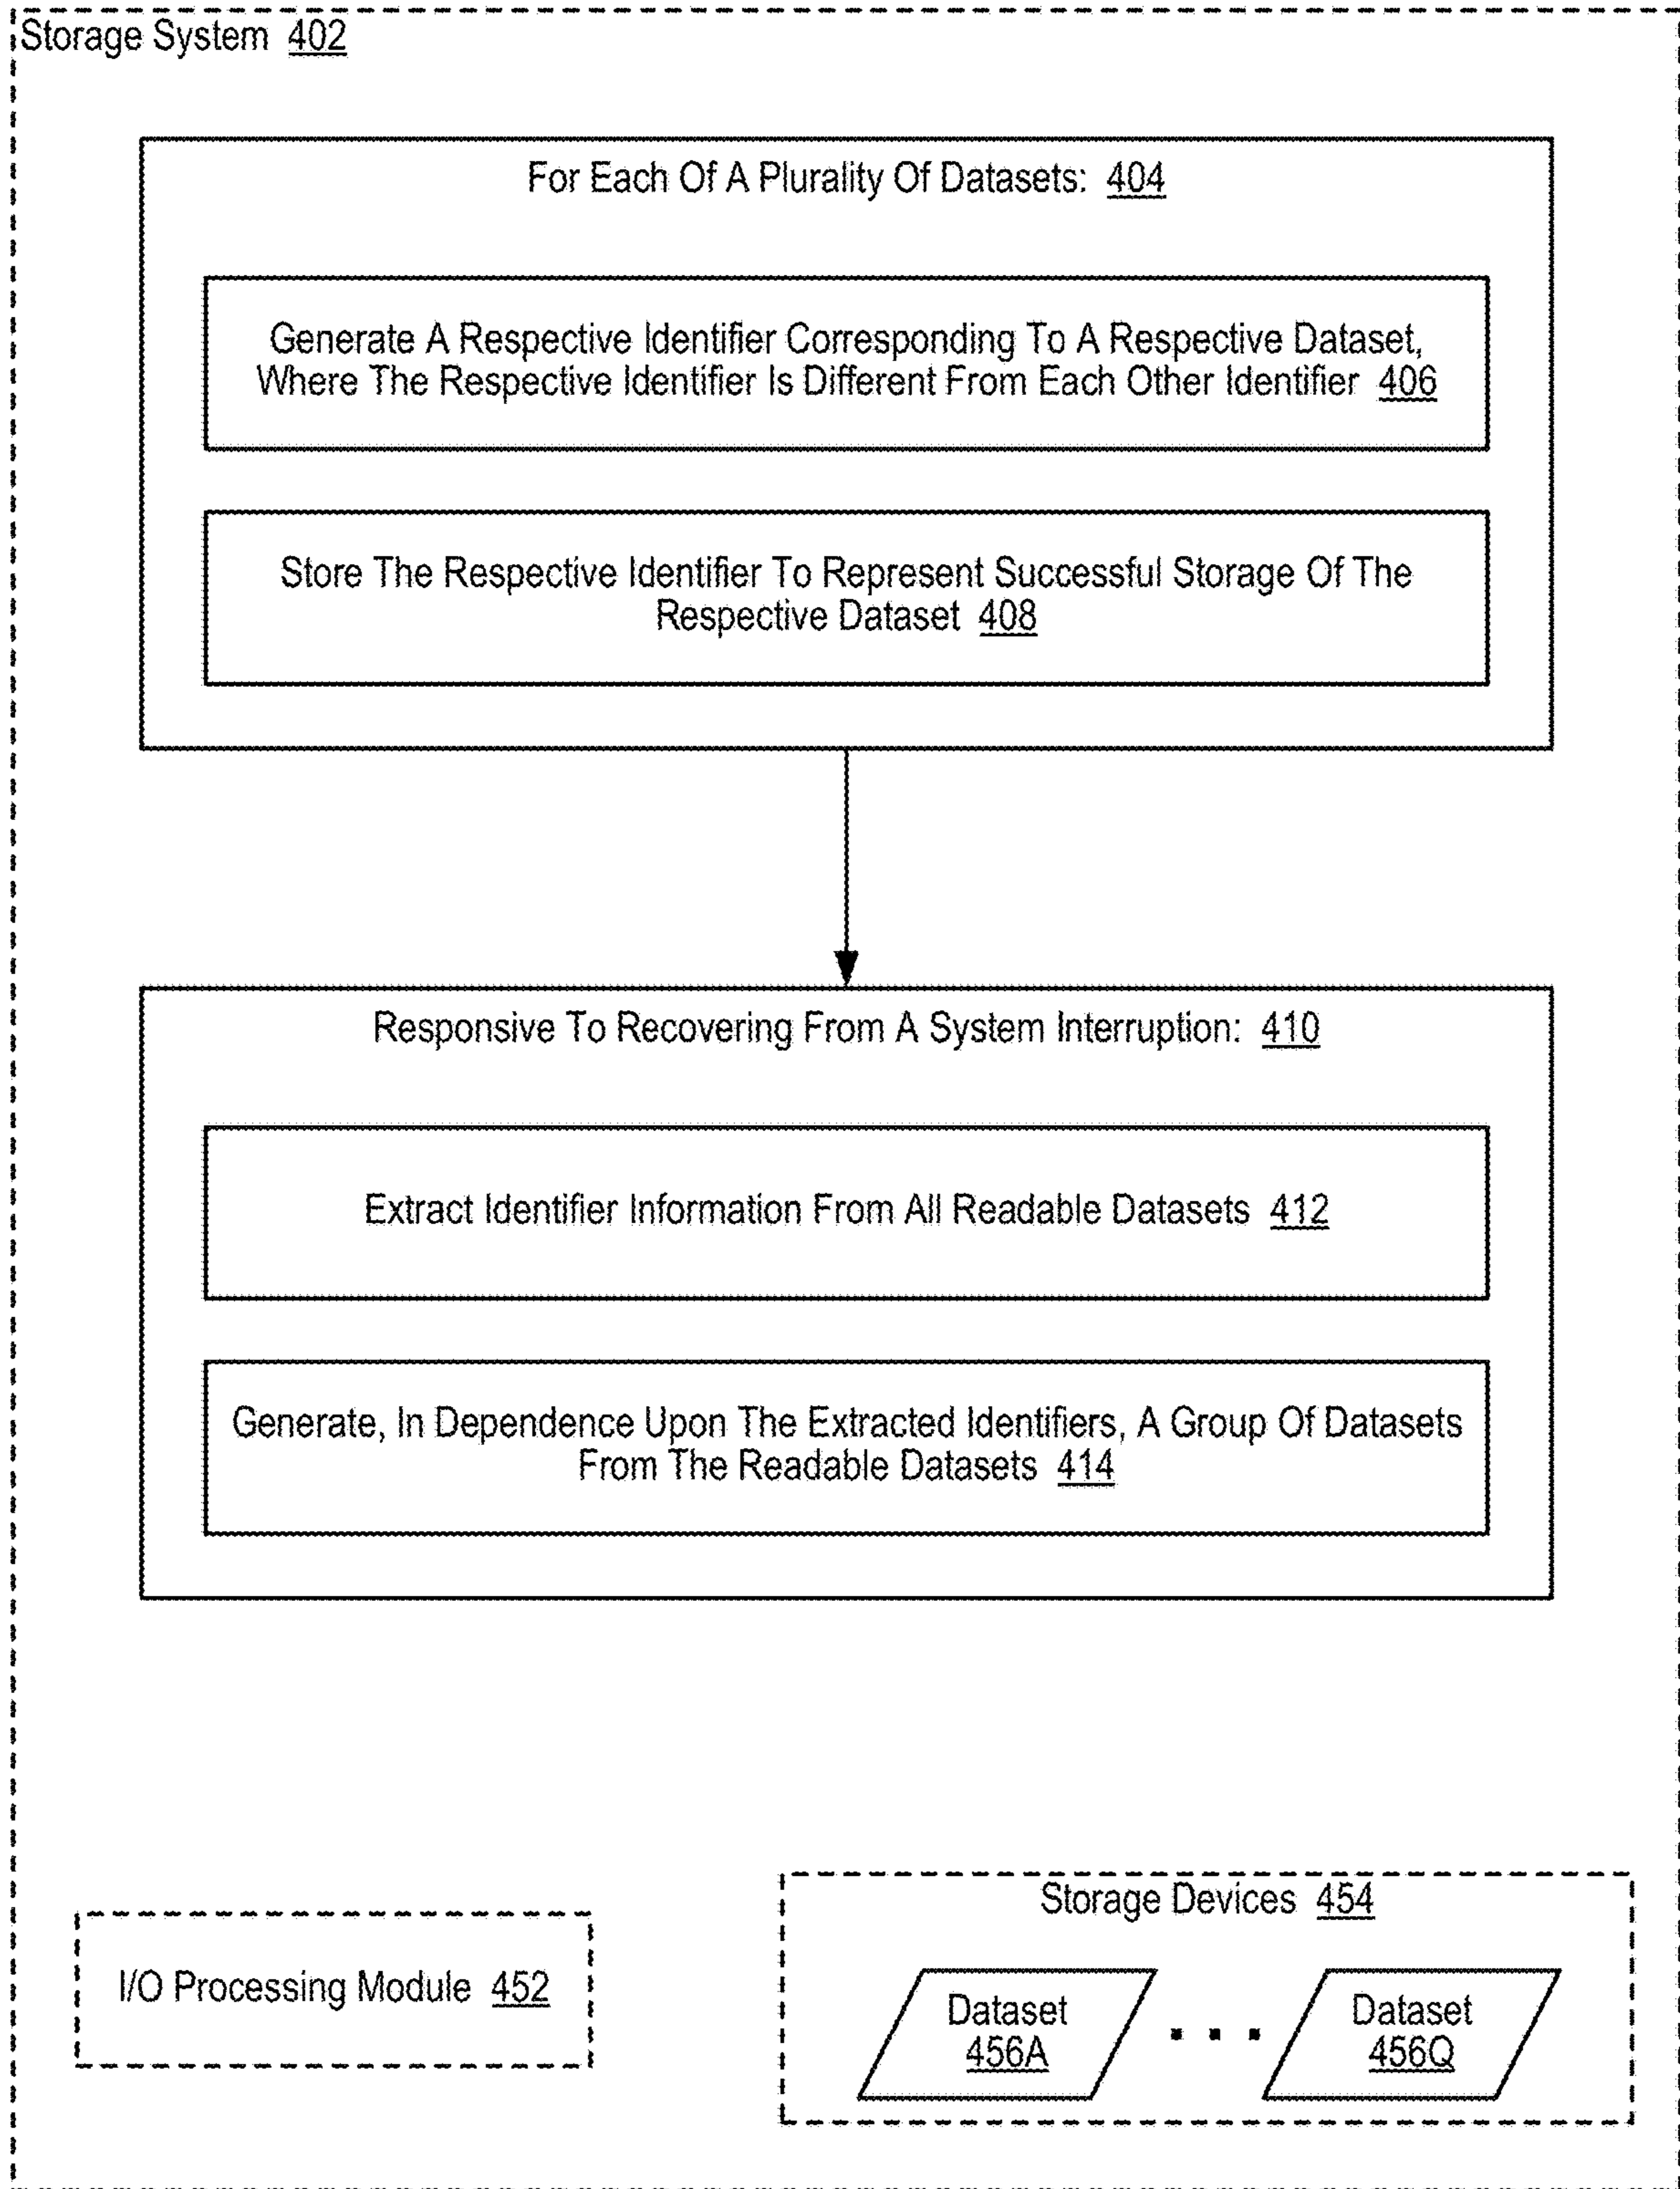 Storage System 402
For Each Of A Plurality Of Datasets: 404
Generate A Respective Identifier Corresponding To A Respective Dataset,
Where The Respective Identifier Is Different From Each Other Identifier 406
Store The Respective Identifier To Represent Successful Storage Of The
Respective Dataset 408
Responsive To Recovering From A System Interruption: 410
Extract Identifier Information From All Readable Datasets 412
Generate, In Dependence Upon The Extracted Identifiers, A Group Of Datasets
From The Readable Datasets 414
I/O Processing Module 452
Storage Devices 454
Dataset
456A
. . .
Dataset
456Q